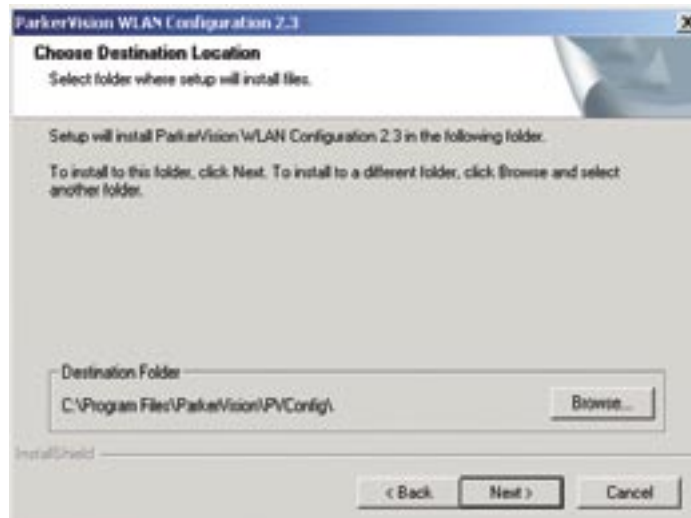 ParkerVision WLAN Configuration 2.3
Choose Destination Location
Select folder where setup will install files.
Setup will install ParkerVision WLAN Configuration 2.3 in the following folder.
To install to this folder, click Next. To install to a different folder, click Browse and select
another folder.
Destination Folder
C:\Program Files\ParkerVision\PVConfig\
Browse...
InstallShield
< Back
Next >
Cancel